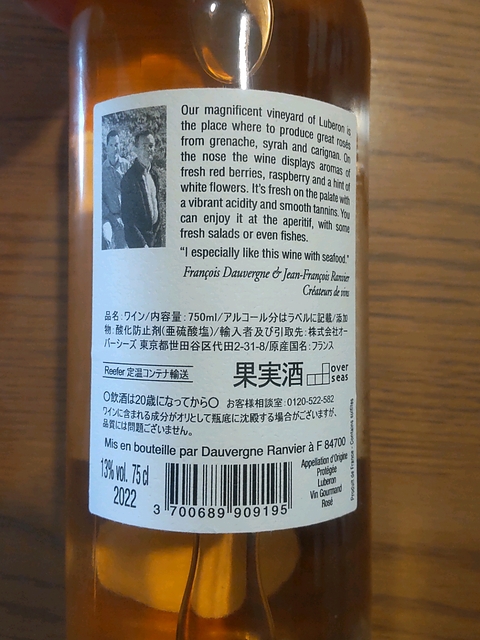 Our magnificent vineyard of Luberon is
the place where to produce great rosés
from grenache, syrah and carignan. On
the nose the wine displays aromas of
fresh red berries, raspberry and a hint of
white flowers. It's fresh on the palate with
a vibrant acidity and smooth tannins. You
can enjoy it at the aperitif, with some
fresh salads or even fishes.
"I especially like this wine with seafood."
François Dauvergne & Jean-François Ranvier
Créateurs de vins
品名:ワイン/内容量:750ml/アルコール分はラベルに記載/添加
物:酸化防止剤(亜硫酸塩)/輸入者及び引取先:株式会社オー
バーシーズ 東京都世田谷区代田2-31-8/原産国名:フランス
Reefer 定温コンテナ輸送
果実酒
over
seas
〇飲酒は20歳になってから〇 お客様相談室:0120-522-582
ワインに含まれる成分がオリとして瓶底に沈殿する場合がございますが、
品質には問題ございません。
Mis en bouteille par Dauvergne Ranvier à F 84700
13% vol. 75 cl
2022
3 700689 909195
Appellation d'Origine
Protégée
Luberon
Vin Gourmand
Rosé
Produce de France - Contains sulfites